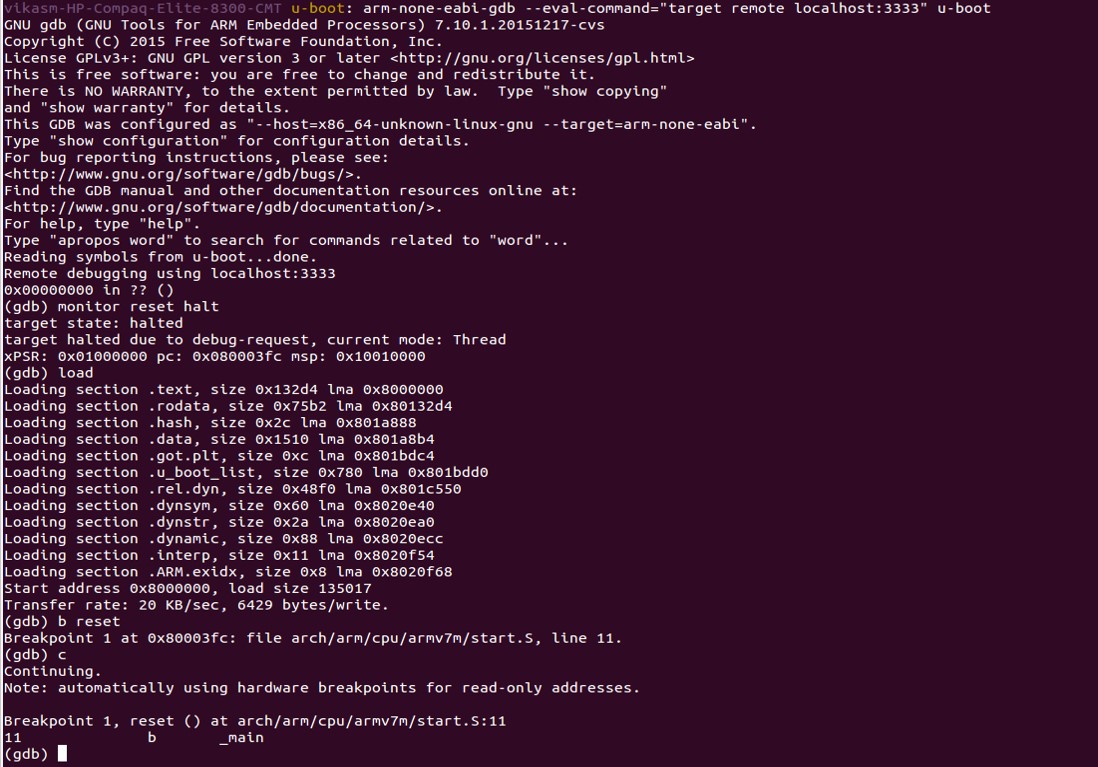 vikasm-HP-Compaq-Elite-8300-CMT u-boot: arm-none-eabi-gdb --eval-command="target remote localhost:3333" u-boot
GNU gdb (GNU Tools for ARM Embedded Processors) 7.10.1.20151217-cvs
Copyright (C) 2015 Free Software Foundation, Inc.
License GPLv3+: GNU GPL version 3 or later <http://gnu.org/licenses/gpl.html>
This is free software: you are free to change and redistribute it.
There is NO WARRANTY, to the extent permitted by law.  Type "show copying"
and "show warranty" for details.
This GDB was configured as "--host=x86_64-unknown-linux-gnu --target=arm-none-eabi".
Type "show configuration" for configuration details.
For bug reporting instructions, please see:
<http://www.gnu.org/software/gdb/bugs/>.
Find the GDB manual and other documentation resources online at:
<http://www.gnu.org/software/gdb/documentation/>.
For help, type "help".
Type "apropos word" to search for commands related to "word"...
Reading symbols from u-boot...done.
Remote debugging using localhost:3333
0x00000000 in ?? ()
(gdb) monitor reset halt
target state: halted
target halted due to debug-request, current mode: Thread
xPSR: 0x01000000 pc: 0x080003fc msp: 0x10010000
(gdb) load
Loading section .text, size 0x132d4 lma 0x8000000
Loading section .rodata, size 0x75b2 lma 0x80132d4
Loading section .hash, size 0x2c lma 0x801a888
Loading section .data, size 0x1510 lma 0x801a8b4
Loading section .got.plt, size 0xc lma 0x801bdc4
Loading section .u_boot_list, size 0x780 lma 0x801bdd0
Loading section .rel.dyn, size 0x48f0 lma 0x801c550
Loading section .dynsym, size 0x60 lma 0x8020e40
Loading section .dynstr, size 0x2a lma 0x8020ea0
Loading section .dynamic, size 0x88 lma 0x8020ecc
Loading section .interp, size 0x11 lma 0x8020f54
Loading section .ARM.exidx, size 0x8 lma 0x8020f68
Start address 0x8000000, load size 135017
Transfer rate: 20 KB/sec, 6429 bytes/write.
(gdb) b reset
Breakpoint 1 at 0x80003fc: file arch/arm/cpu/armv7m/start.S, line 11.
(gdb) c
Continuing.
Note: automatically using hardware breakpoints for read-only addresses.
Breakpoint 1, reset () at arch/arm/cpu/armv7m/start.S:11
11              b       _main
(gdb)